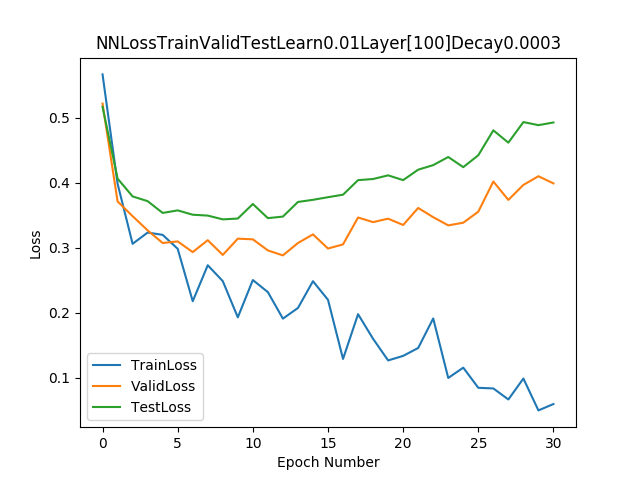 NNLossTrainValidTestLearn0.01Layer[100]Decay0.0003
0.5
0.4
0.3
0.2
0.1
Loss
TrainLoss
ValidLoss
TestLoss
0 5 10 15 20 25 30
Epoch Number